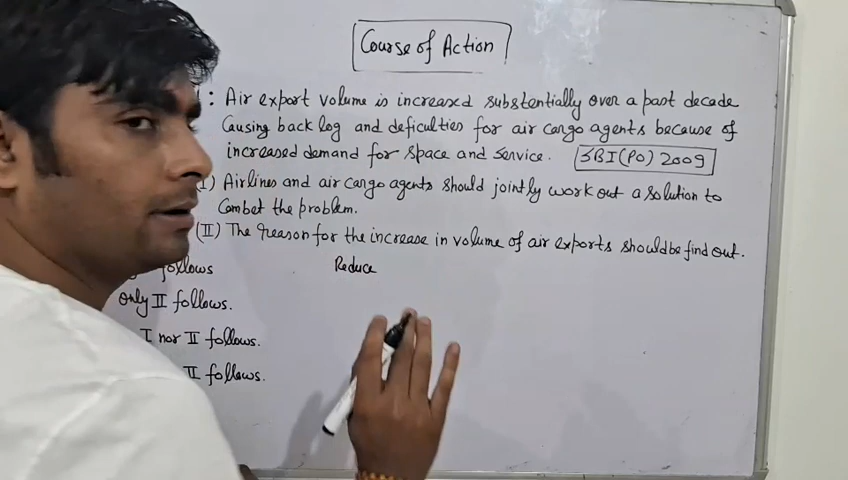 Course of Action
: Air export volume is increased substentially over a past decade
Causing back log and deficulties for air cargo agents because of
increased demand for space and service. SBI (PO) 2009
I) Airlines and air cargo agents should jointly work out a solution to
Combet the problem.
(II) The reason for the increase in volume of air exports should be find out.
follows
Reduce
only II follows.
I nor II follows.
II follows.